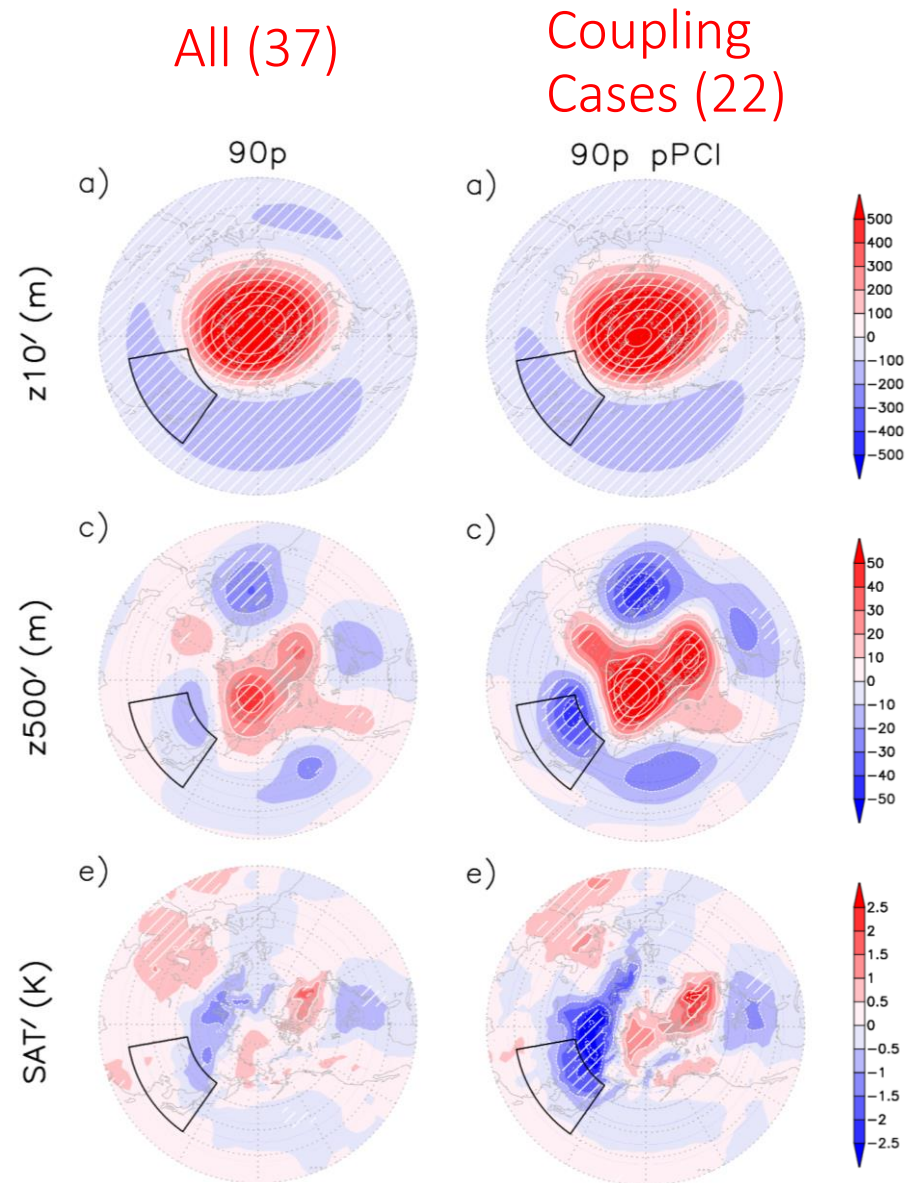 All (37)
Coupling
Cases (22)
90p
90p pPCI
a)
a)
z10′ (m)
500
400
300
200
100
0
−100
−200
−300
−400
−500
c)
c)
z500′ (m)
50
40
30
20
10
0
−10
−20
−30
−40
−50
e)
e)
SAT′ (K)
2.5
2
1.5
1
0.5
0
−0.5
−1
−1.5
−2
−2.5